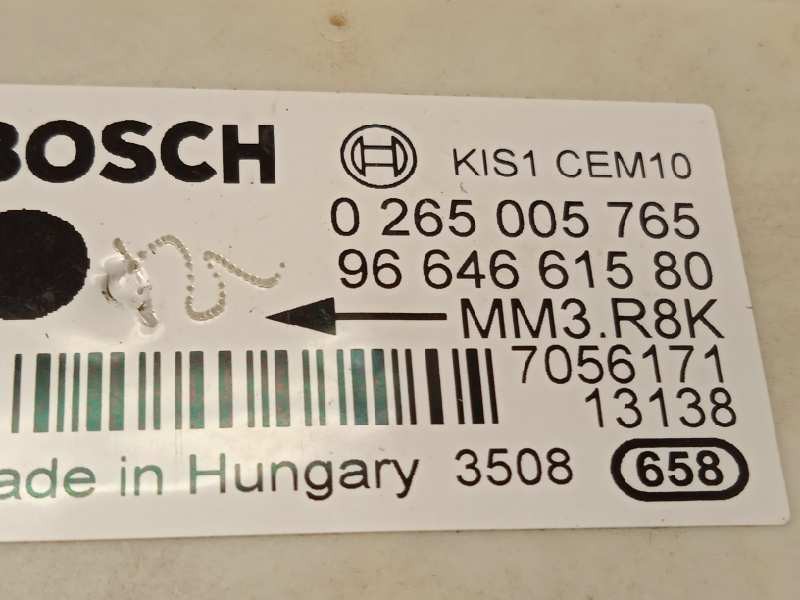 BOSCH KIS1 CEM10
0 265 005 765
96 646 615 80
MM3.R8K
7056171
13138
ade in Hungary 3508 658